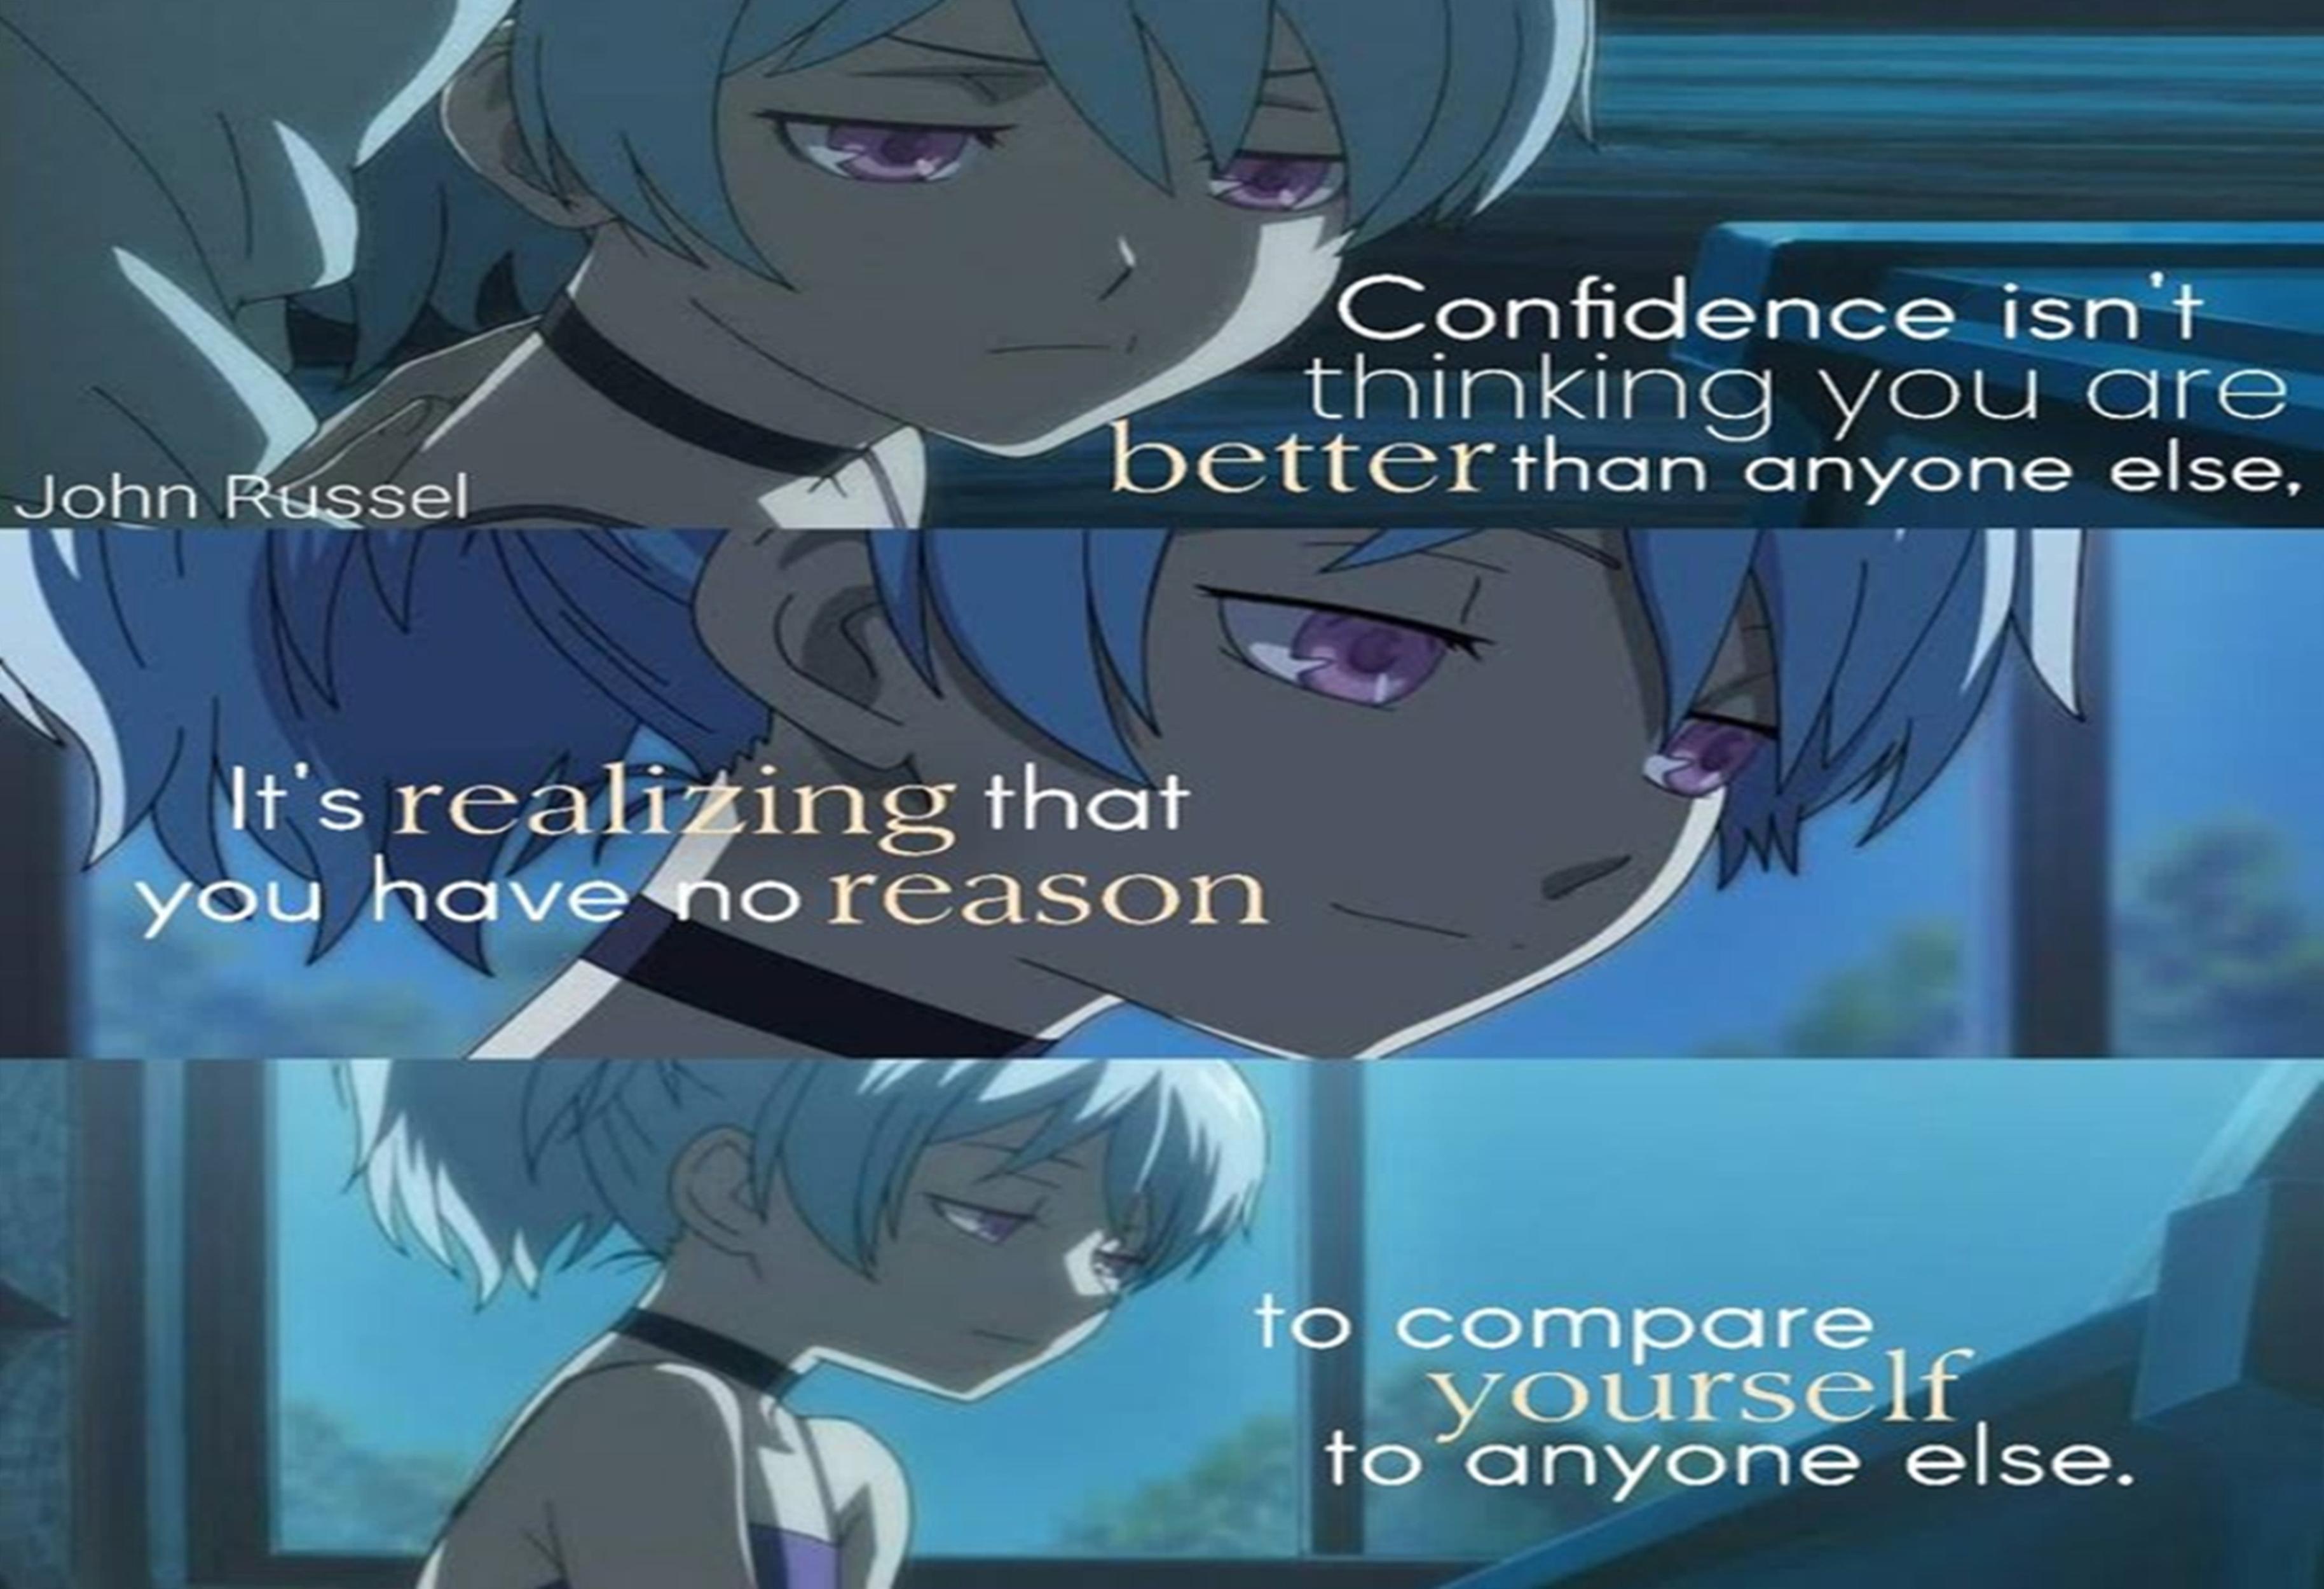 Confidence isn't
thinking you are
better than anyone else,
John Russel
It's realizing that
you have no reason
to compare
yourself
to anyone else.